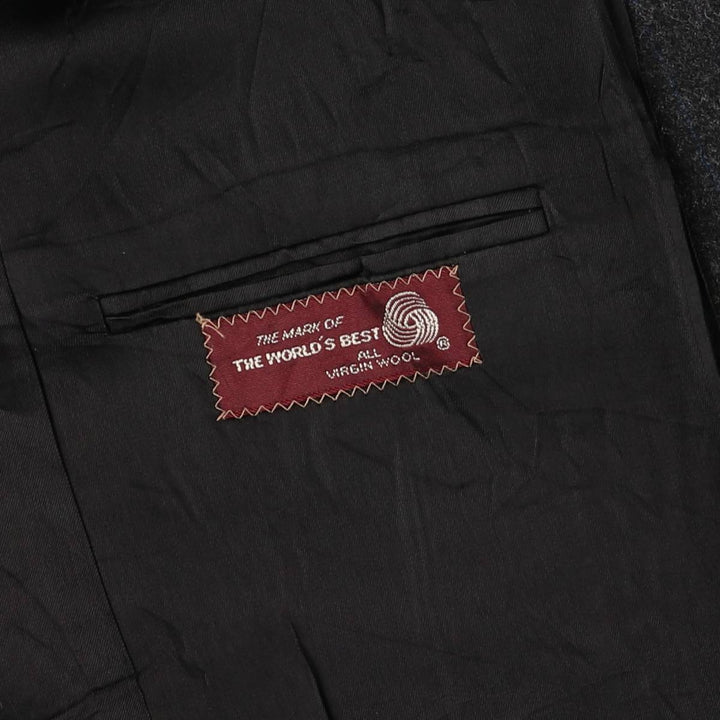 THE MARK OF
THE WORLD'S BEST
ALL
VIRGIN WOOL
®